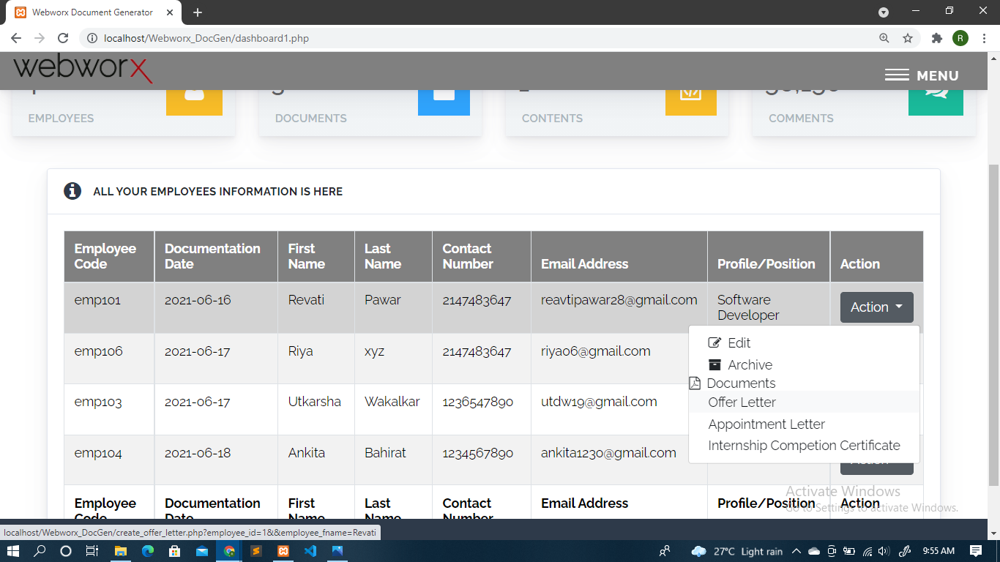 Webworx Document Generator
localhost/Webworx_DocGen/dashboard1.php
R
webworx
MENU
EMPLOYEES
DOCUMENTS
CONTENTS
COMMENTS
ALL YOUR EMPLOYEES INFORMATION IS HERE
Employee Code Documentation Date First Name Last Name Contact Number Email Address Profile/Position Action
emp101 2021-06-16 Revati Pawar 2147483647 reavtipawar28@gmail.com Software Developer Action
emp106 2021-06-17 Riya xyz 2147483647 riya06@gmail.com
emp103 2021-06-17 Utkarsha Wakalkar 1236547890 utdw19@gmail.com
emp104 2021-06-18 Ankita Bahirat 1234567890 ankita1230@gmail.com
Edit
Archive
Documents
Offer Letter
Appointment Letter
Internship Competion Certificate
Action
Employee Code Documentation Date First Name Last Name Contact Number Email Address Profile/Position Action
Activate Windows
Go to Settings to activate Windows.
localhost/Webworx_DocGen/create_offer_letter.php?employee_id=1&&employee_fname=Revati
27°C Light rain
9:55 AM